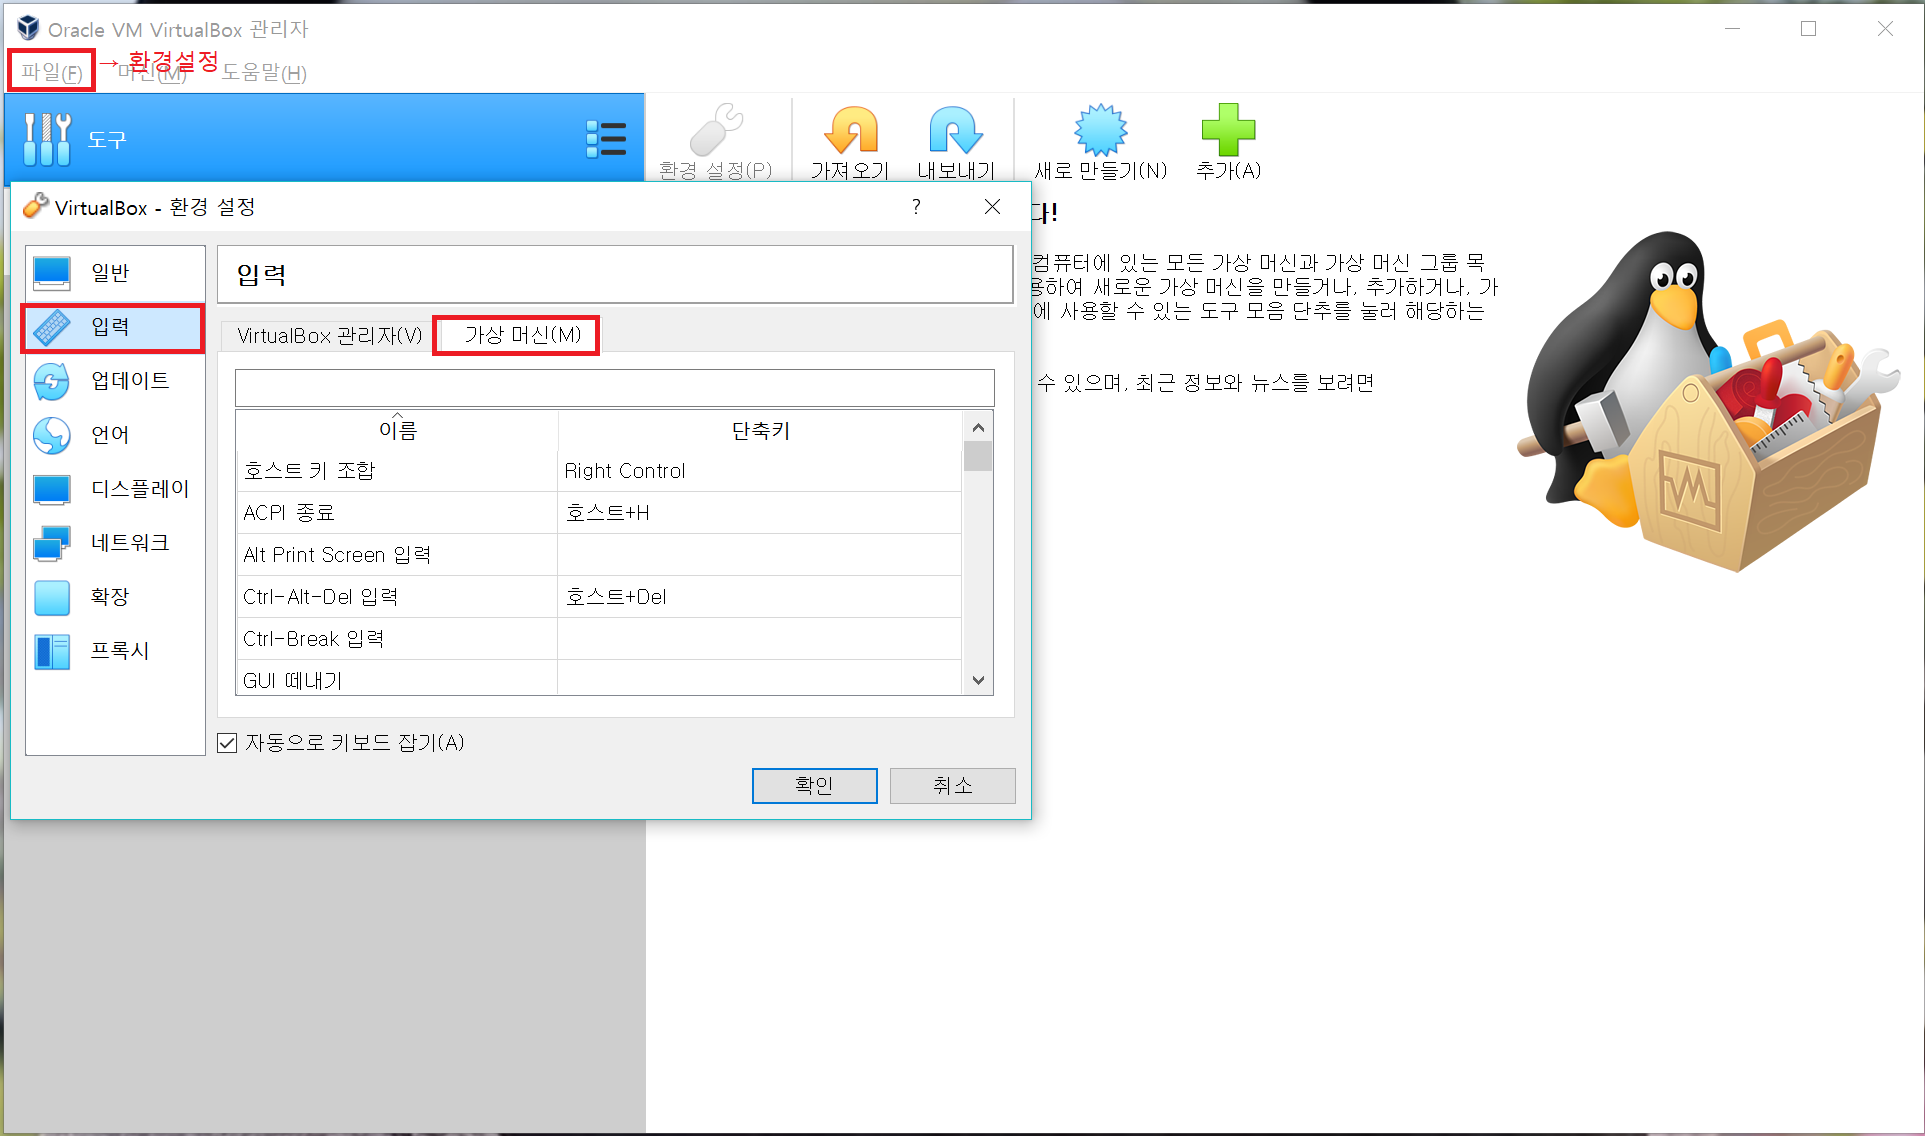 Oracle VM VirtualBox 관리자
파일(F) → 환경설정 머신(M) 도움말(H)
도구
환경 설정(P) 가져오기 내보내기 새로 만들기(N) 추가(A)
VirtualBox - 환경 설정 ?
다!
컴퓨터에 있는 모든 가상 머신과 가상 머신 그룹 목
용하여 새로운 가상 머신을 만들거나, 추가하거나, 가
에 사용할 수 있는 도구 모음 단추를 눌러 해당하는
수 있으며, 최근 정보와 뉴스를 보려면
일반
입력
업데이트
언어
디스플레이
네트워크
확장
프록시
입력
VirtualBox 관리자(V) 가상 머신(M)
이름 단축키
호스트 키 조합 Right Control
ACPI 종료 호스트+H
Alt Print Screen 입력
Ctrl-Alt-Del 입력 호스트+Del
Ctrl-Break 입력
GUI 떼내기
자동으로 키보드 잡기(A)
확인 취소